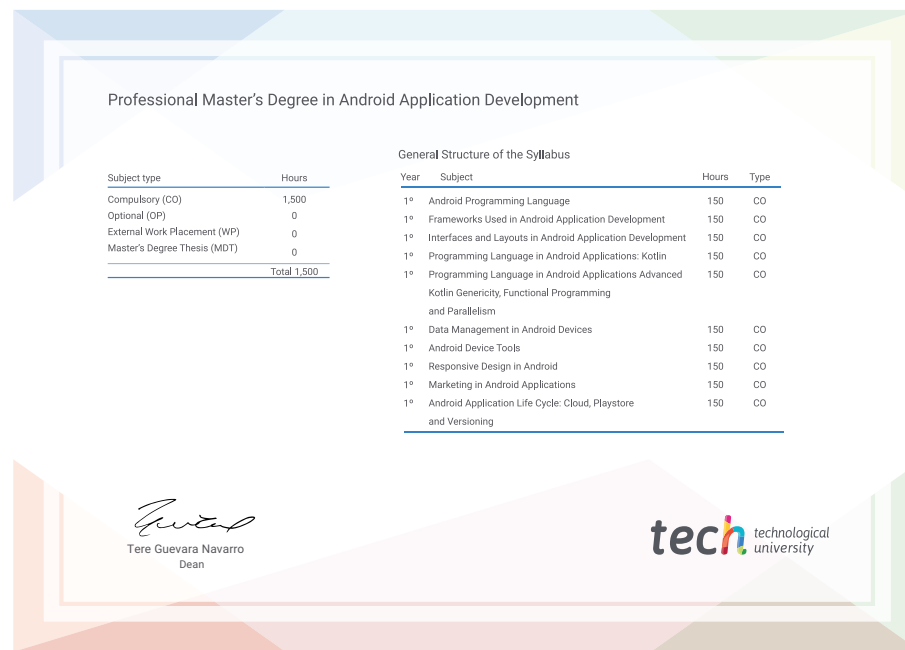 Professional Master's Degree in Android Application Development
Subject type Hours
Compulsory (CO) 1,500
Optional (OP) 0
External Work Placement (WP) 0
Master's Degree Thesis (MDT) 0
Total 1,500
General Structure of the Syllabus
Year Subject Hours Type
1º Android Programming Language 150 CO
1º Frameworks Used in Android Application Development 150 CO
1º Interfaces and Layouts in Android Application Development 150 CO
1º Programming Language in Android Applications: Kotlin 150 CO
1º Programming Language in Android Applications Advanced 150 CO
Kotlin Genericity, Functional Programming
and Parallelism
1º Data Management in Android Devices 150 CO
1º Android Device Tools 150 CO
1º Responsive Design in Android 150 CO
1º Marketing in Android Applications 150 CO
1º Android Application Life Cycle: Cloud, Playstore 150 CO
and Versioning
Tere Guevara Navarro
Dean
tech technological
university